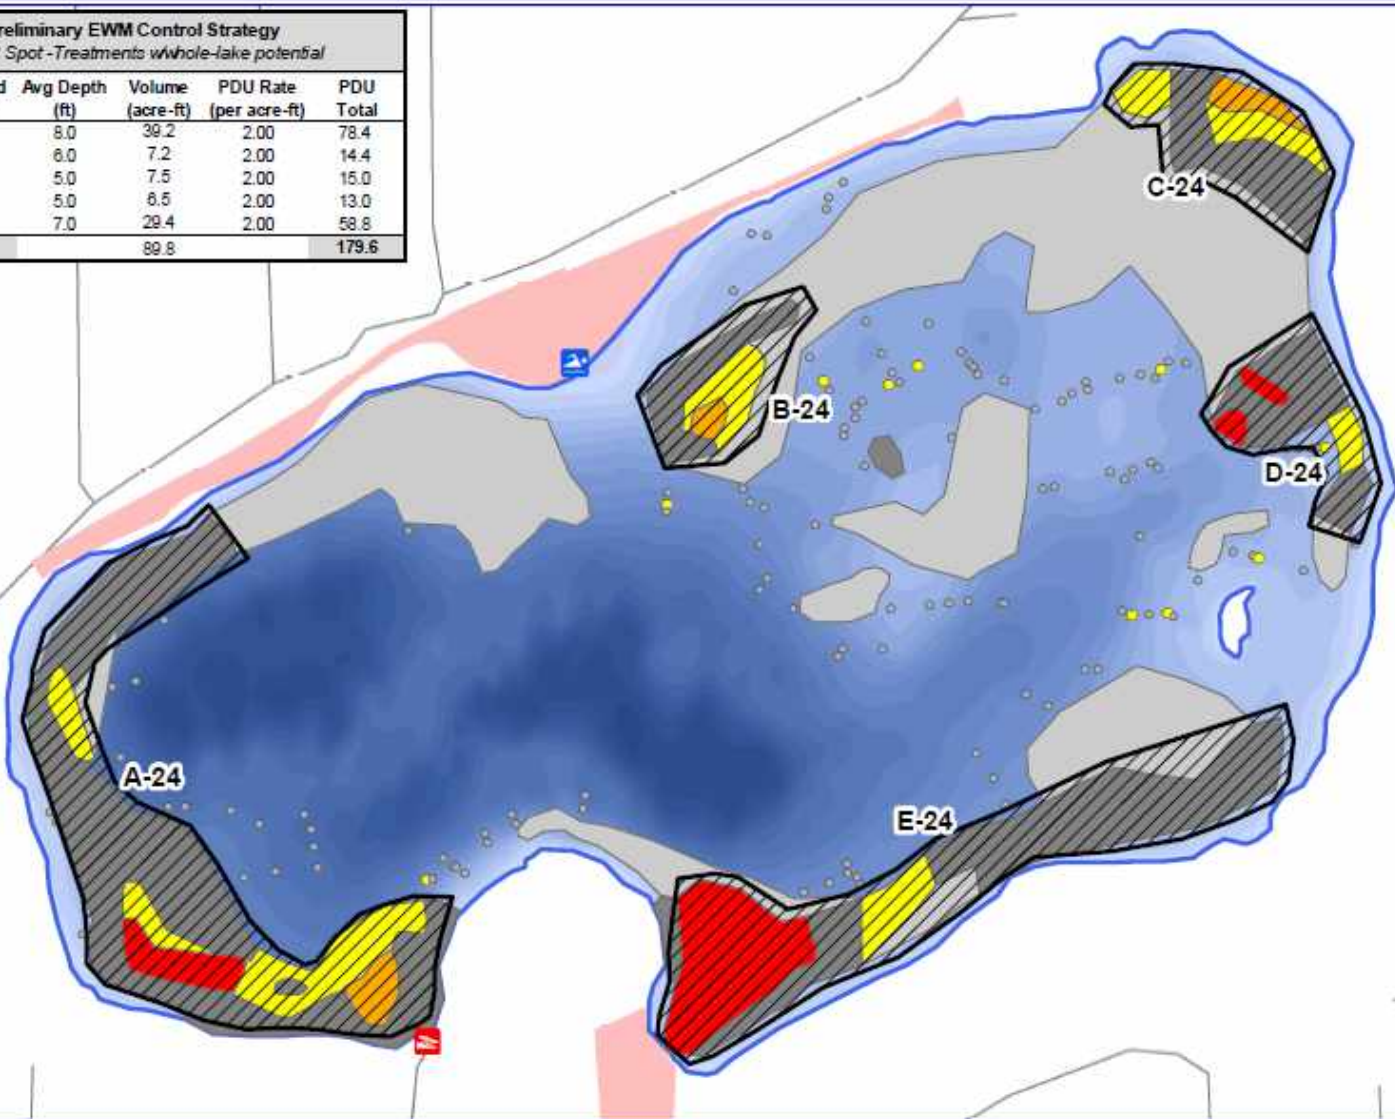 reliminary EWM Control Strategy
Spot -Treatments w/whole-lake potential
d Avg Depth Volume PDU Rate PDU
(ft) (acre-ft) (per acre-ft) Total
8.0 39.2 2.00 78.4
6.0 7.2 2.00 14.4
5.0 7.5 2.00 15.0
5.0 6.5 2.00 13.0
7.0 29.4 2.00 58.8
89.8 179.6
C-24
B-24
D-24
A-24
E-24